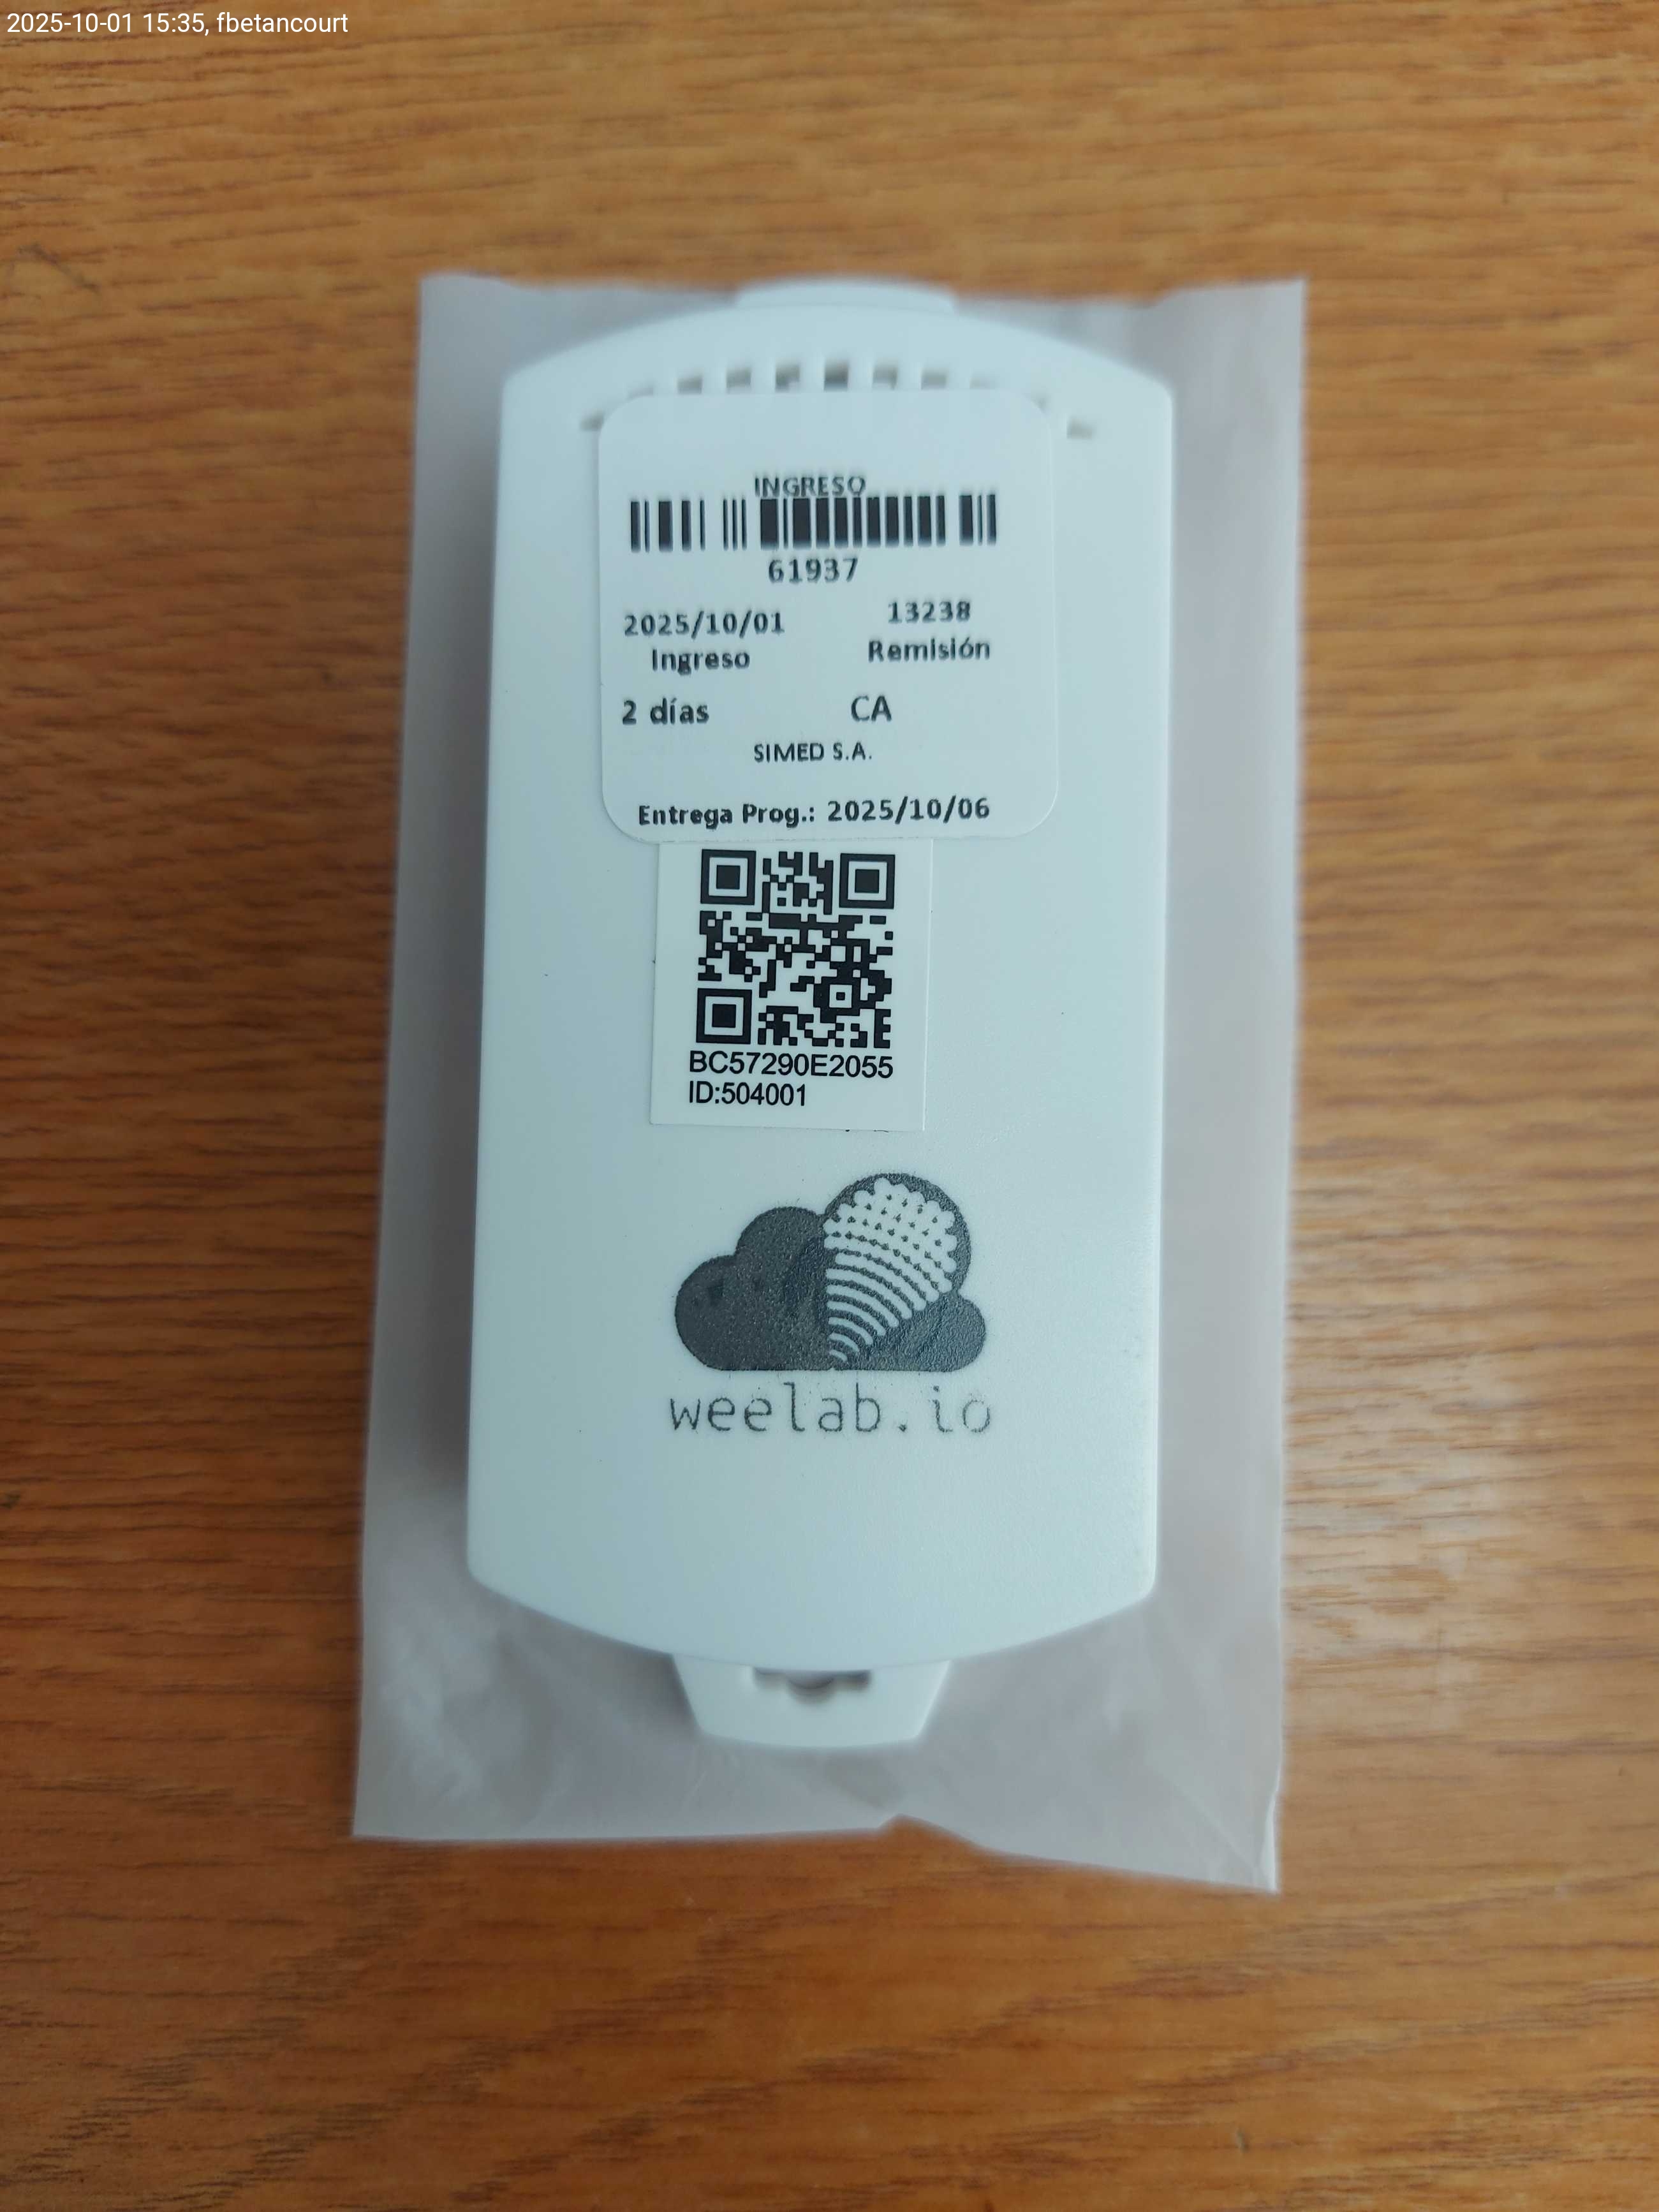 2025-10-01 15:35, fbetancourt
INGRESO
61937
2025/10/01 13238
Ingreso Remisión
2 días CA
SIMED S.A.
Entrega Prog.: 2025/10/06
BC57290E2055
ID:504001
weelab.io